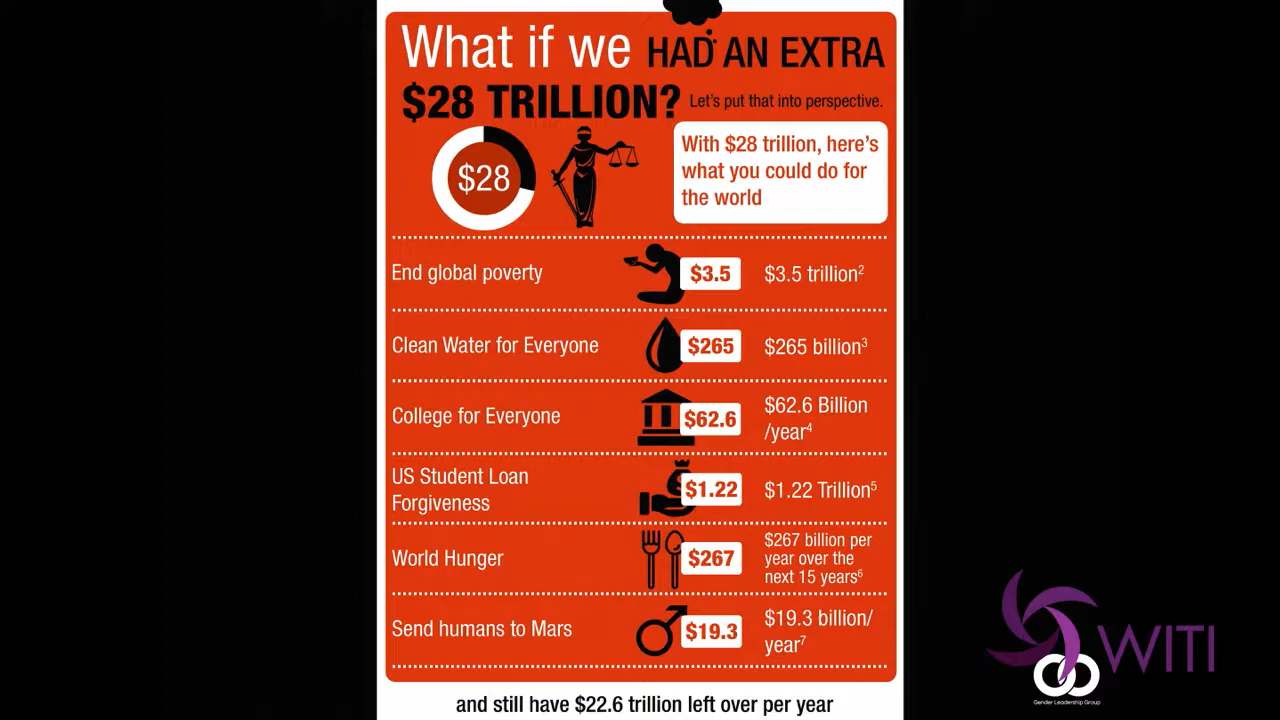 What if we HAD AN EXTRA
$28 TRILLION? Let's put that into perspective.
$28
With $28 trillion, here's
what you could do for
the world
End global poverty $3.5 $3.5 trillion²
Clean Water for Everyone $265 $265 billion³
College for Everyone $62.6 $62.6 Billion
/year⁴
US Student Loan
Forgiveness $1.22 $1.22 Trillion⁵
World Hunger $267 $267 billion per
year over the
next 15 years⁶
Send humans to Mars $19.3 $19.3 billion/
year⁷
and still have $22.6 trillion left over per year
WITI
Gender Leadership Group